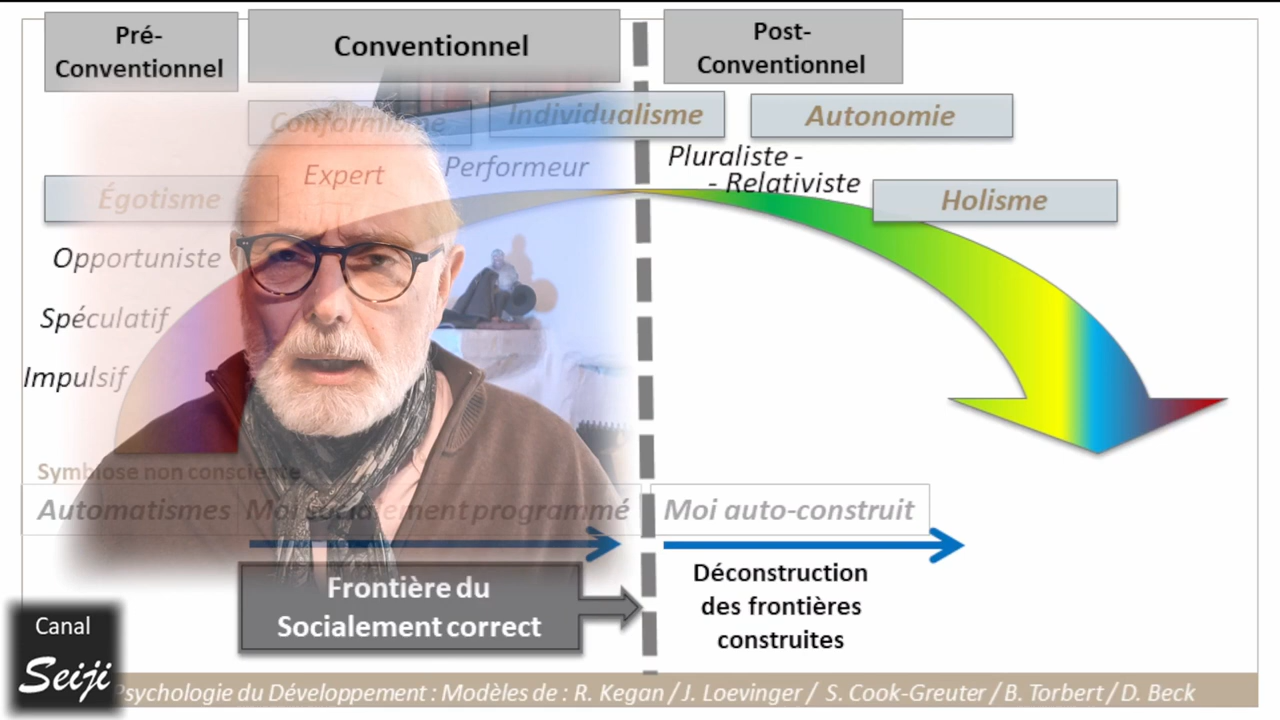 Pré-
Conventionnel
Conventionnel
Post-
Conventionnel
Conformisme
Individualisme
Autonomie
Expert
Performeur
Pluraliste -
- Relativiste
Égotisme
Holisme
Opportuniste
Spéculatif
Impulsif
Symbiose non consciente
Automatismes
Moi socialement programmé
Moi auto-construit
Frontière du
Socialement correct
Déconstruction
des frontières
construites
Canal
Seiji
Psychologie du Développement : Modèles de : R. Kegan / J. Loevinger / S. Cook-Greuter / B. Torbert / D. Beck